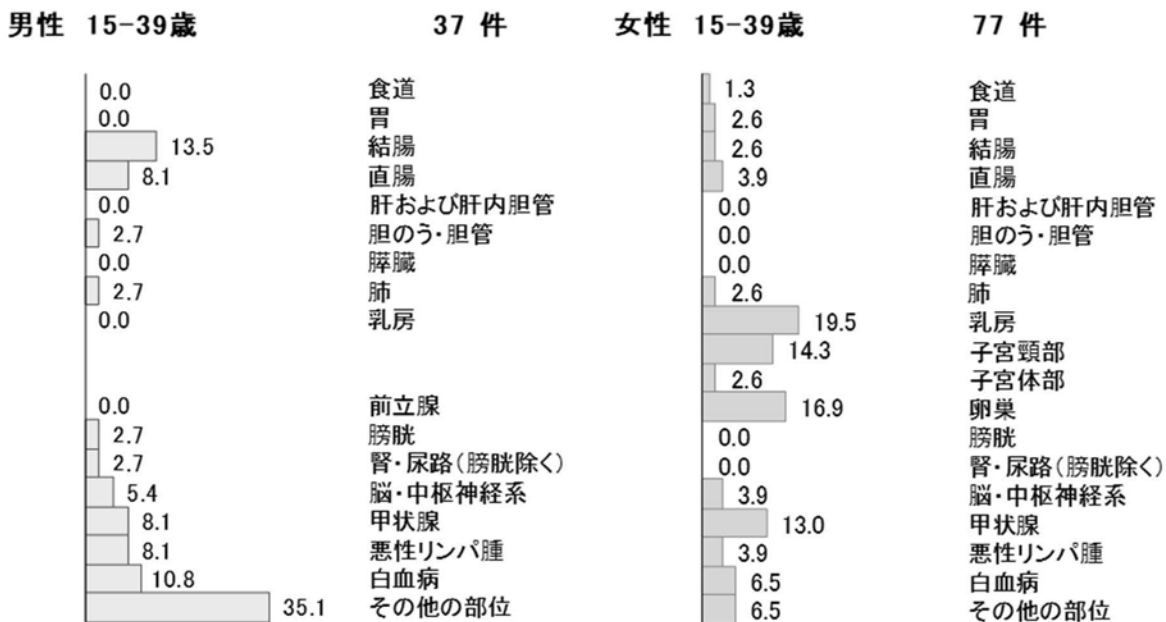 男性 15-39歳 37 件
0.0 食道
0.0 胃
13.5 結腸
8.1 直腸
0.0 肝および肝内胆管
2.7 胆のう・胆管
0.0 膵臓
2.7 肺
0.0 乳房
0.0 前立腺
2.7 膀胱
2.7 腎・尿路(膀胱除く)
5.4 脳・中枢神経系
8.1 甲状腺
8.1 悪性リンパ腫
10.8 白血病
35.1 その他の部位
女性 15-39歳 77 件
1.3 食道
2.6 胃
2.6 結腸
3.9 直腸
0.0 肝および肝内胆管
0.0 胆のう・胆管
0.0 膵臓
2.6 肺
19.5 乳房
14.3 子宮頸部
2.6 子宮体部
16.9 卵巣
0.0 膀胱
0.0 腎・尿路(膀胱除く)
3.9 脳・中枢神経系
13.0 甲状腺
3.9 悪性リンパ腫
6.5 白血病
6.5 その他の部位